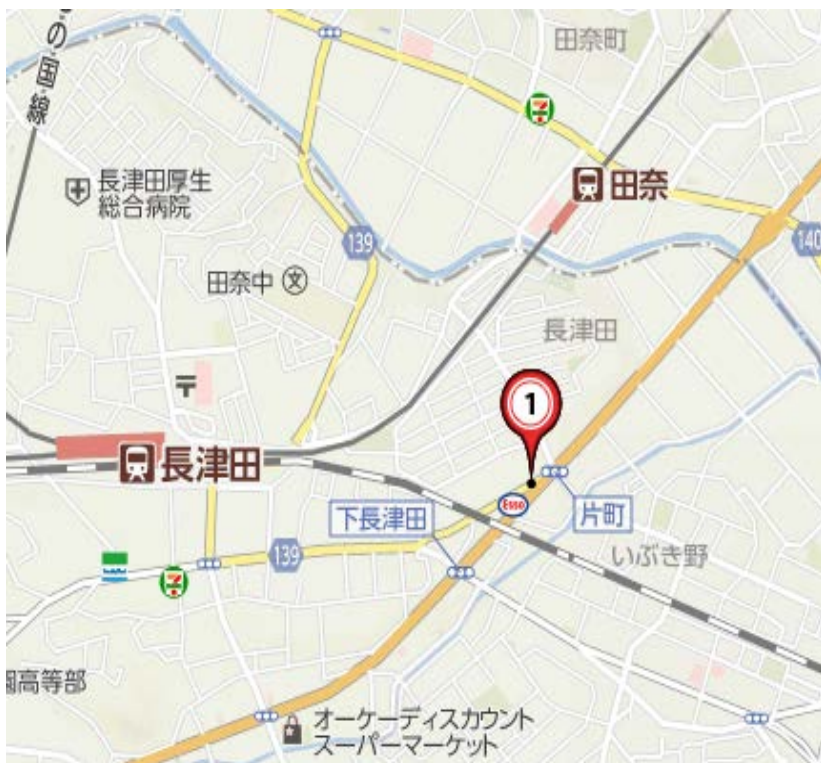 の国線
田奈町
田奈
長津田厚生
総合病院
139
140
田奈中
文
長津田
1
〒
長津田
Esso
下長津田
片町
139
いぶき野
高等部
オーケーディスカウント
スーパーマーケット